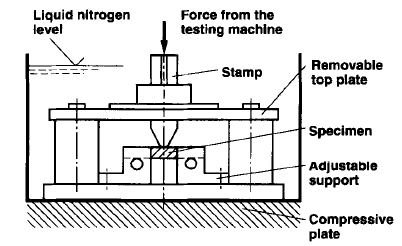 Liquid nitrogen
level
Force from the
testing machine
Stamp
Removable
top plate
Specimen
Adjustable
support
Compressive
plate